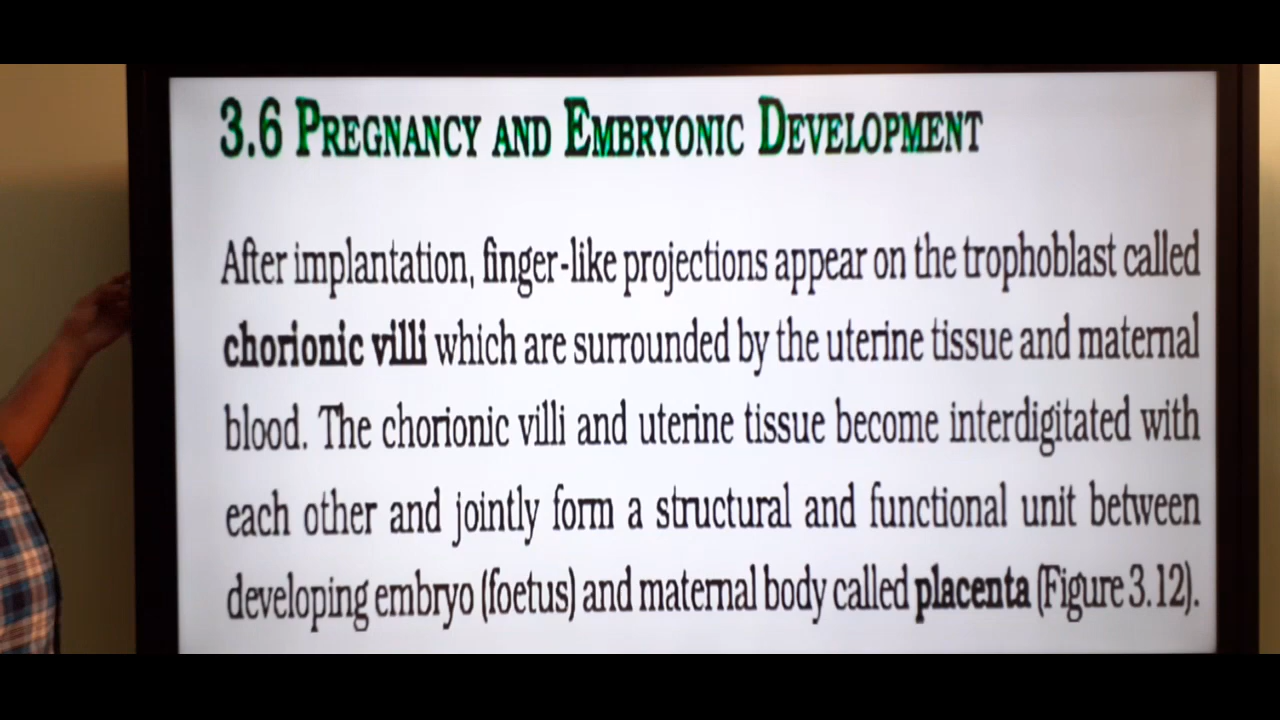 3.6 PREGNANCY AND EMBRYONIC DEVELOPMENT
After implantation, finger-like projections appear on the trophoblast called
chorionic villi which are surrounded by the uterine tissue and maternal
blood. The chorionic villi and uterine tissue become interdigitated with
each other and jointly form a structural and functional unit between
developing embryo (foetus) and maternal body called placenta (Figure 3.12).